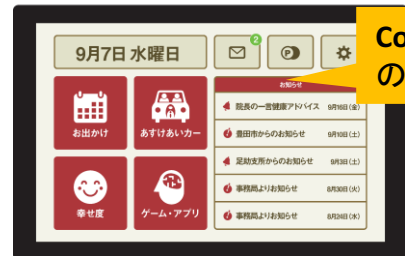 9月7日 水曜日
2
P
Co
の
お知らせ
お出かけ
あすけあいカー
幸せ度
ゲーム・アプリ
院長の一言健康アドバイス 9月16日(金)
豊田市からのお知らせ 9月10日(土)
足助支所からのお知らせ 9月3日(土)
事務局よりお知らせ 8月30日(火)
事務局よりお知らせ 8月24日(水)